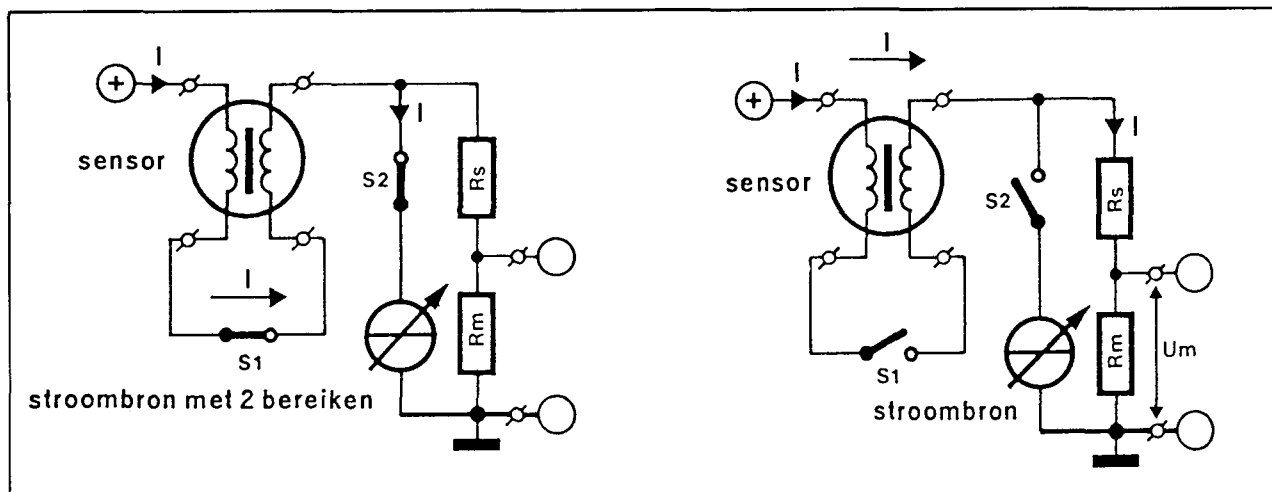 I
+ I
I
sensor
S2
Rs
I
Rm
S1
stroombron met 2 bereiken
I
+ I
I
sensor
S2
Rs
S1
Rm
Um
stroombron